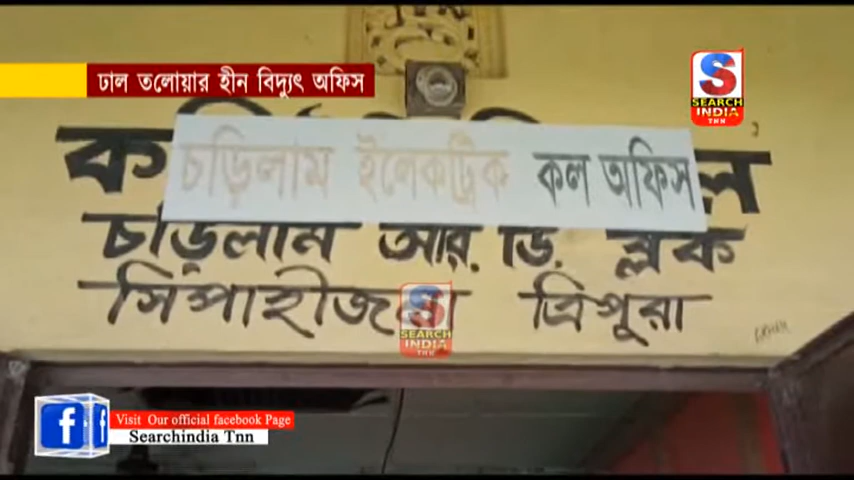 ঢাল তলোয়ার হীন বিদ্যুৎ অফিস
S
SEARCH
INDIA
TNN
চড়িলাম ইলেকট্রিক কল অফিস
চড়িলাম আর. ডি. ব্লক
সিপাহীজলা ত্রিপুরা
S
SEARCH
INDIA
TNN
Visit Our official facebook Page
Searchindia Tnn